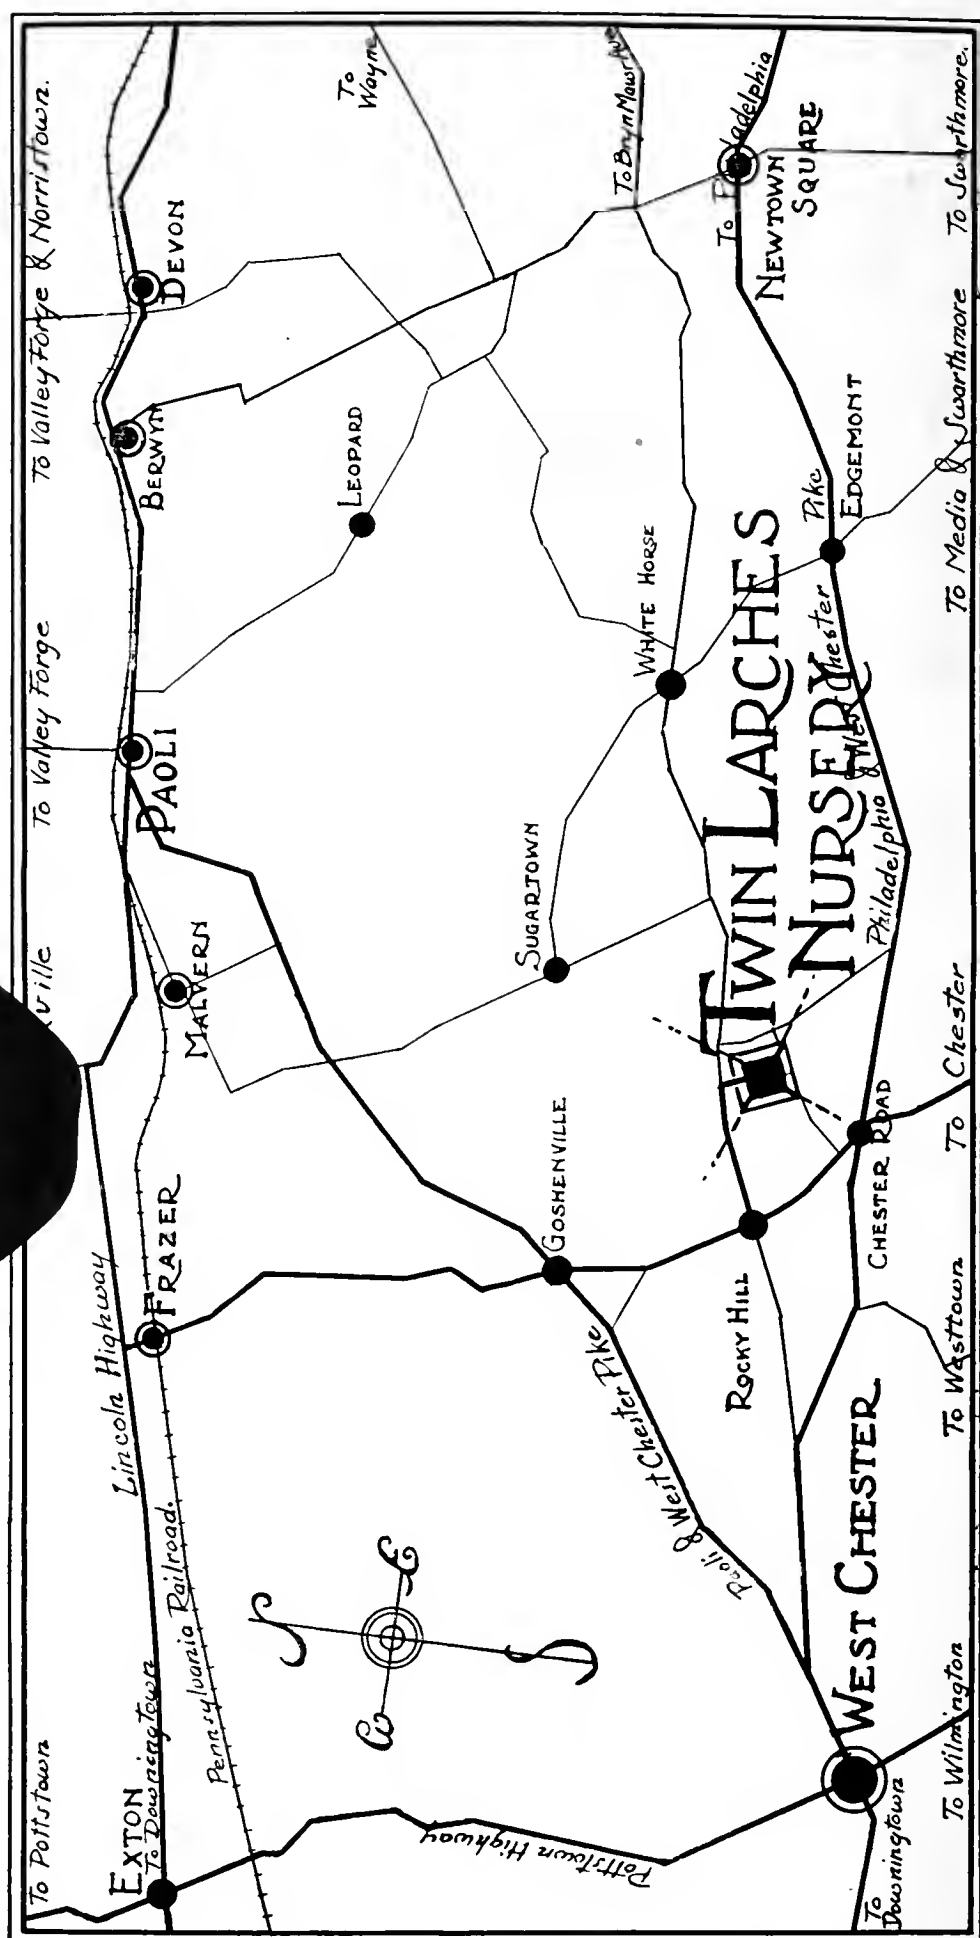 To Pottstown
Kville
To Valley Forge
To Valley Forge & Norristown.
EXTON
To Downingtown
Lincoln Highway
Pennsylvania Railroad.
FRAZER
MALVERN
PAOLI
BERWYN
DEVON
To
Wayne
LEOPARD
N
W
E
S
Pottstown Highway
Paoli & West Chester Pike
GOSHENVILLE
SUGARTOWN
WHITE HORSE
To Bryn Mawr Ave
ROCKY HILL
TWIN LARCHES
NURSERY
To Philadelphia
NEWTOWN
SQUARE
EDGEMONT
Philadelphia & West Chester Pike
CHESTER ROAD
WEST CHESTER
To
Downingtown
To Wilmington
To Westtown
To Chester
To Media & Swarthmore
To Swarthmore.